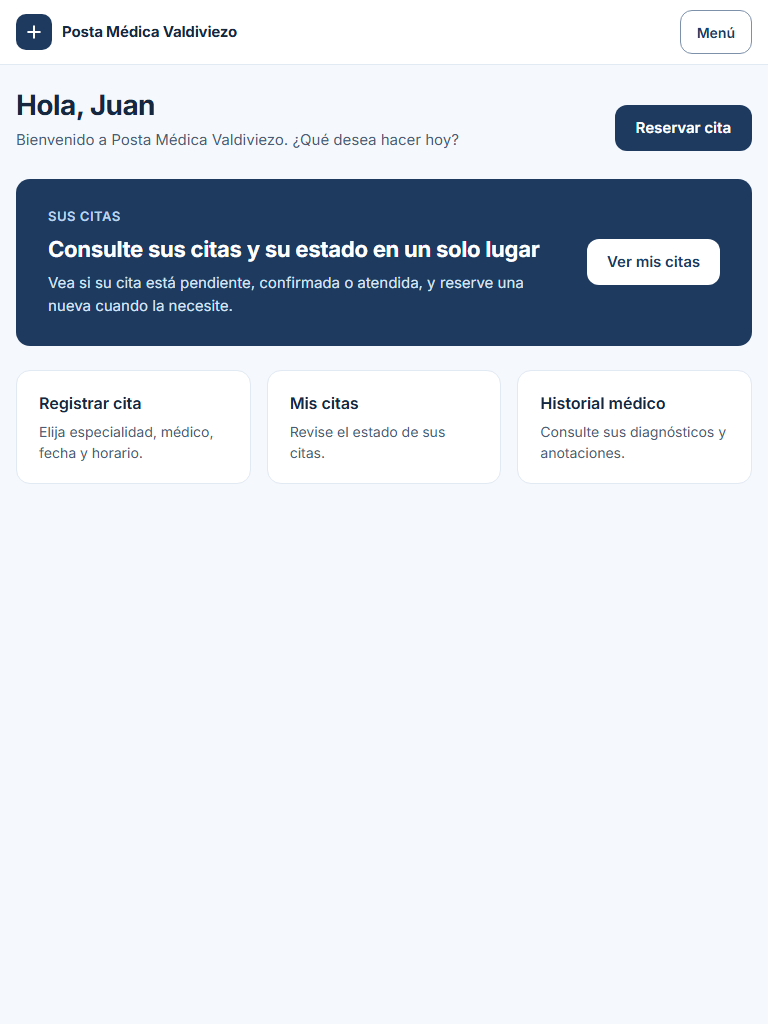 Posta Médica Valdiviezo
Menú
Hola, Juan
Bienvenido a Posta Médica Valdiviezo. ¿Qué desea hacer hoy?
Reservar cita
SUS CITAS
Consulte sus citas y su estado en un solo lugar
Vea si su cita está pendiente, confirmada o atendida, y reserve una
nueva cuando la necesite.
Ver mis citas
Registrar cita
Elija especialidad, médico,
fecha y horario.
Mis citas
Revise el estado de sus
citas.
Historial médico
Consulte sus diagnósticos y
anotaciones.